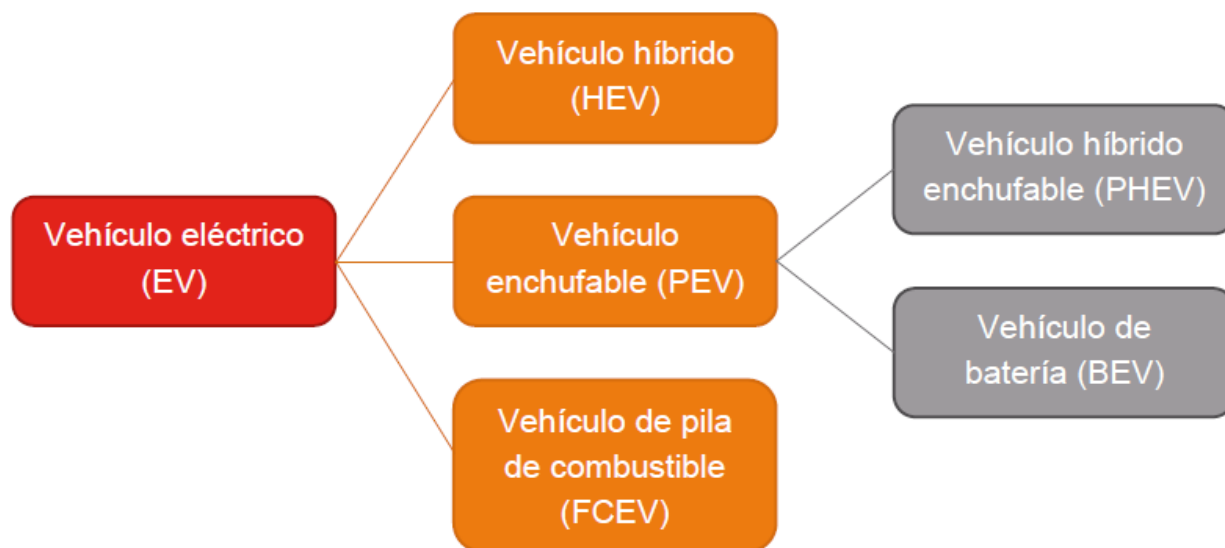 Vehículo eléctrico
(EV)
Vehículo híbrido
(HEV)
Vehículo
enchufable (PEV)
Vehículo de pila
de combustible
(FCEV)
Vehículo híbrido
enchufable (PHEV)
Vehículo de
batería (BEV)